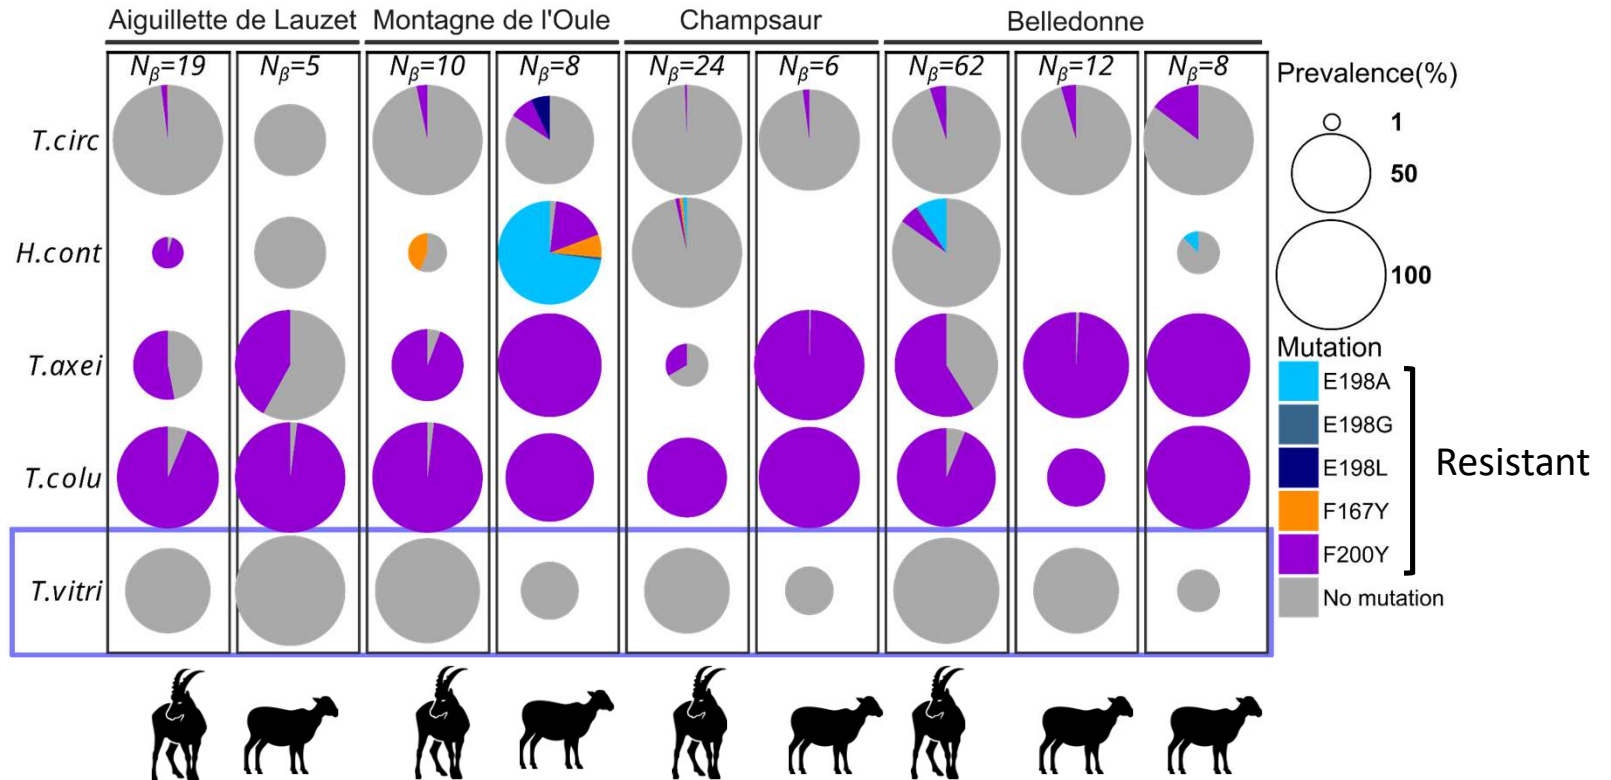 Aiguillette de Lauzet Montagne de l'Oule Champsaur Belledonne
Nβ=19 Nβ=5 Nβ=10 Nβ=8 Nβ=24 Nβ=6 Nβ=62 Nβ=12 Nβ=8
T.circ
H.cont
T.axei
T.colu
T.vitri
Prevalence(%)
1
50
100
Mutation
E198A
E198G
E198L
F167Y
F200Y
No mutation
Resistant